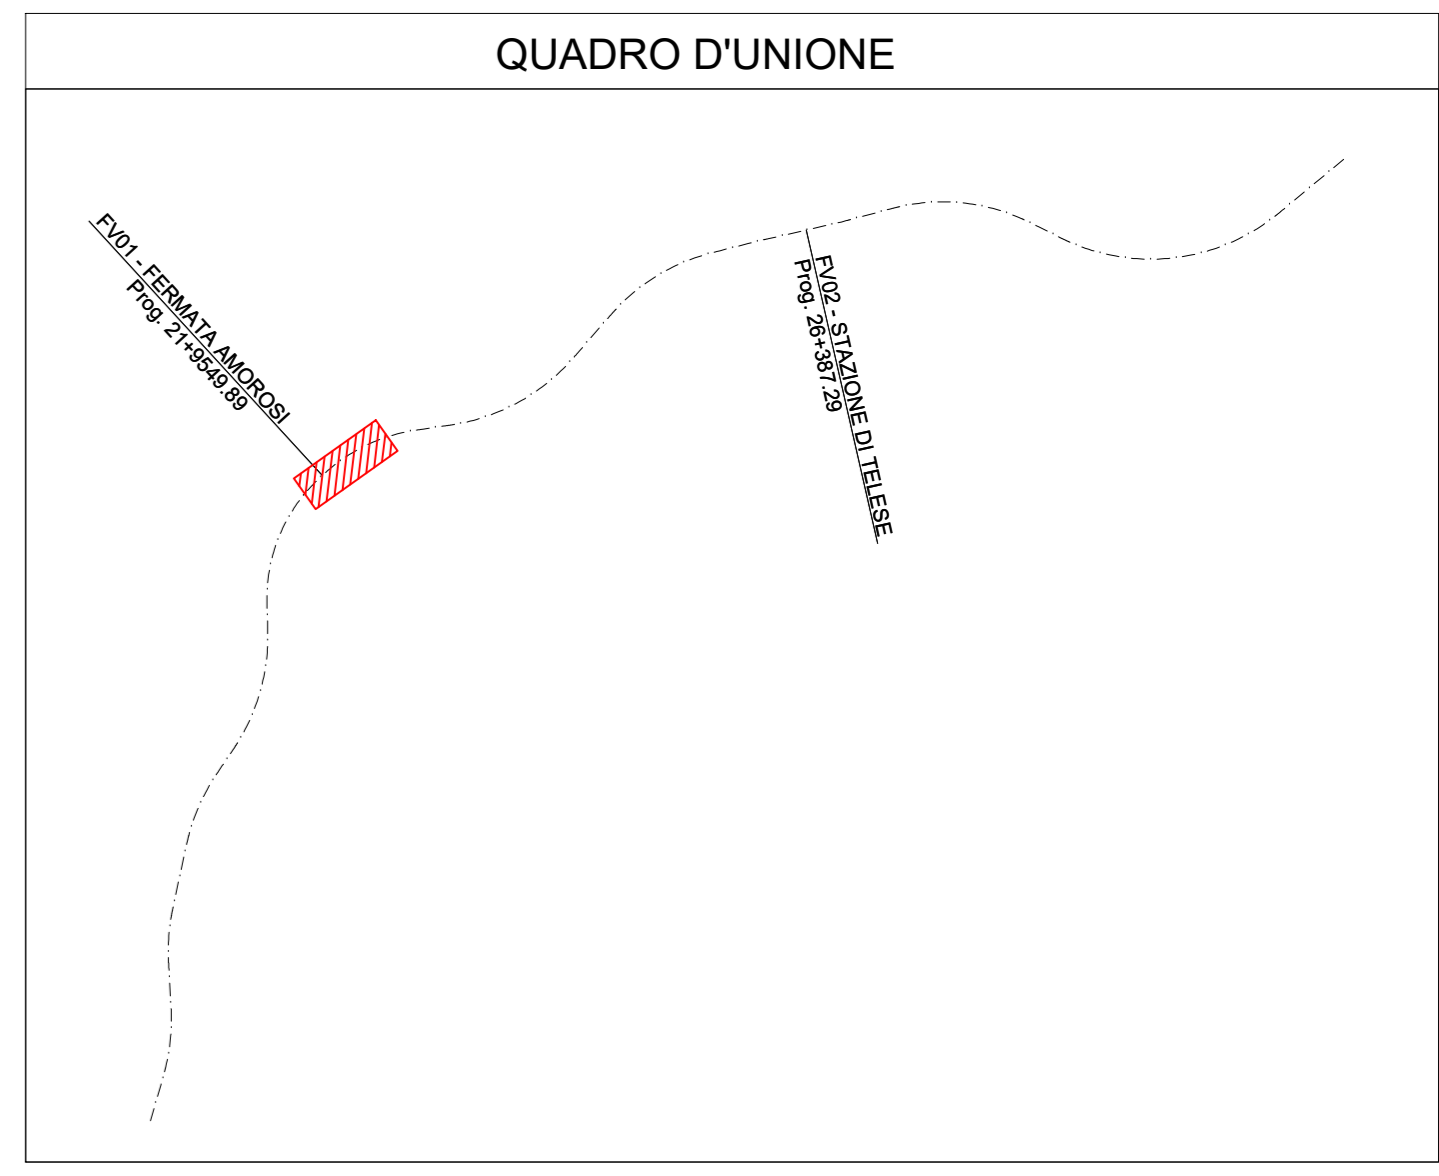 QUADRO D'UNIONE
FV01 - FERMATA AMOROSI
Prog. 21+9549.89
FV02 - STAZIONE DI TELESE
Prog. 26+387.29